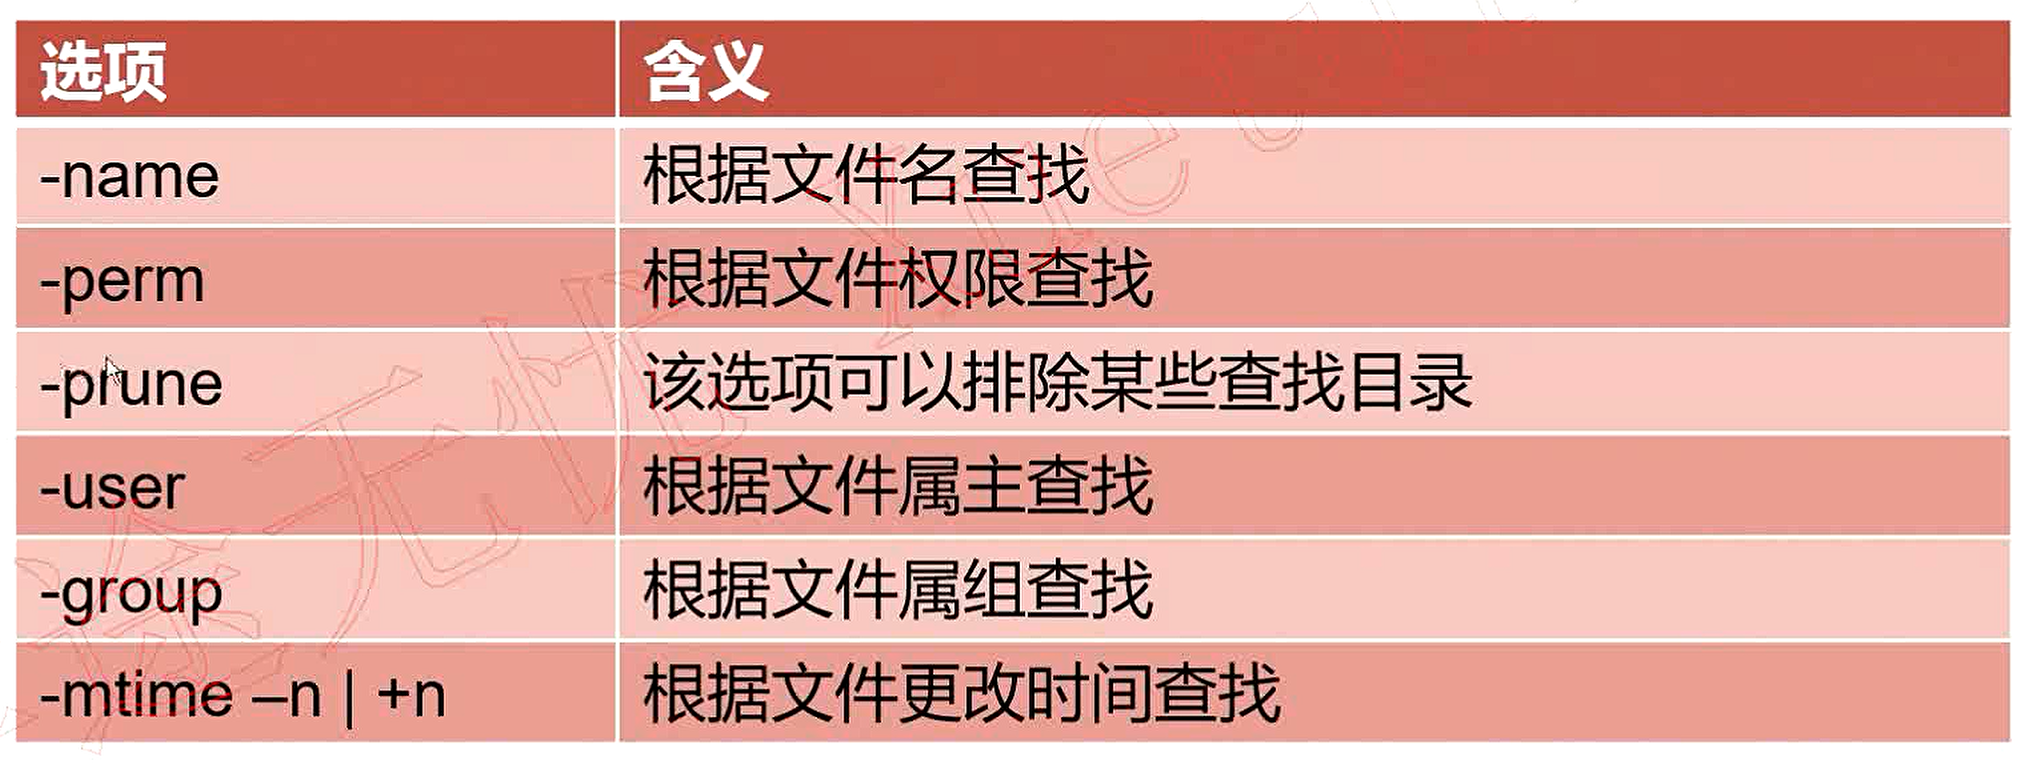 选项 含义
-name 根据文件名查找
-perm 根据文件权限查找
-prune 该选项可以排除某些查找目录
-user 根据文件属主查找
-group 根据文件属组查找
-mtime –n | +n 根据文件更改时间查找